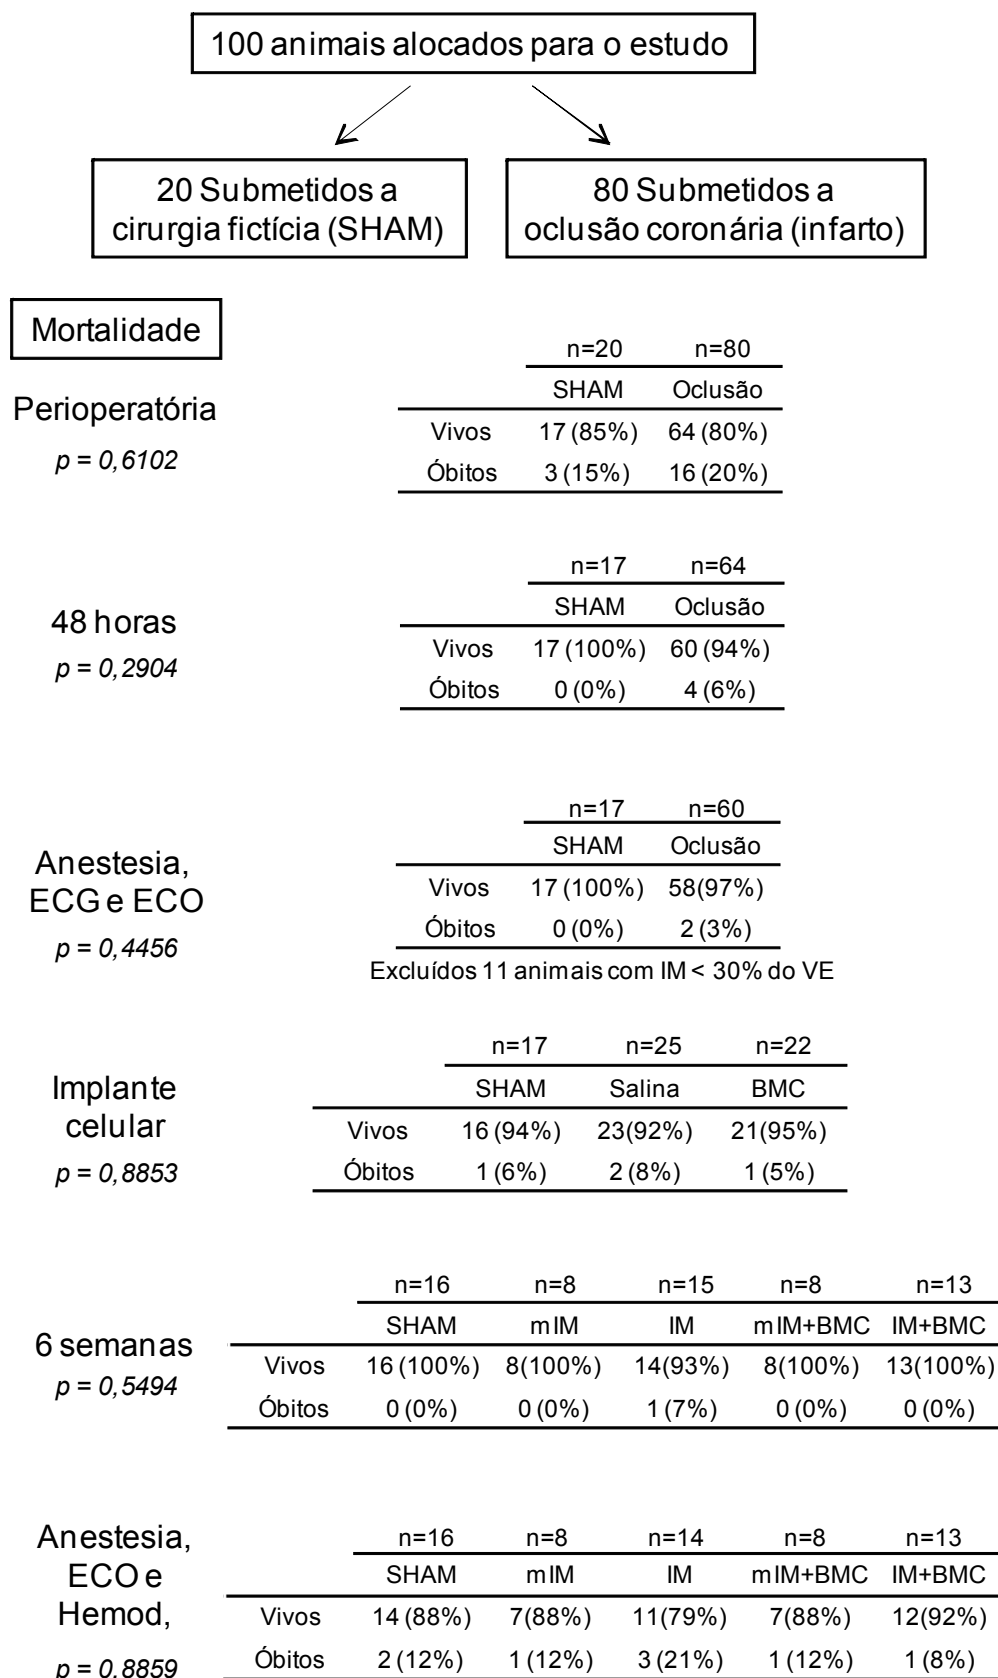 100 animais alocados para o estudo
20 Submetidos a
cirurgia fictícia (SHAM)
80 Submetidos a
oclusão coronária (infarto)
Mortalidade
Perioperatória
p = 0,6102
n=20 n=80
SHAM Oclusão
Vivos 17 (85%) 64 (80%)
Óbitos 3 (15%) 16 (20%)
48 horas
p = 0,2904
n=17 n=64
SHAM Oclusão
Vivos 17 (100%) 60 (94%)
Óbitos 0 (0%) 4 (6%)
Anestesia,
ECG e ECO
p = 0,4456
n=17 n=60
SHAM Oclusão
Vivos 17 (100%) 58(97%)
Óbitos 0 (0%) 2 (3%)
Excluídos 11 animais com IM < 30% do VE
Implante
celular
p = 0,8853
n=17 n=25 n=22
SHAM Salina BMC
Vivos 16 (94%) 23(92%) 21(95%)
Óbitos 1 (6%) 2 (8%) 1 (5%)
6 semanas
p = 0,5494
n=16 n=8 n=15 n=8 n=13
SHAM mIM IM mIM+BMC IM+BMC
Vivos 16 (100%) 8(100%) 14(93%) 8(100%) 13(100%)
Óbitos 0 (0%) 0 (0%) 1 (7%) 0 (0%) 0 (0%)
Anestesia,
ECO e
Hemod,
p = 0,8859
n=16 n=8 n=14 n=8 n=13
SHAM mIM IM mIM+BMC IM+BMC
Vivos 14 (88%) 7(88%) 11(79%) 7(88%) 12(92%)
Óbitos 2 (12%) 1 (12%) 3 (21%) 1 (12%) 1 (8%)